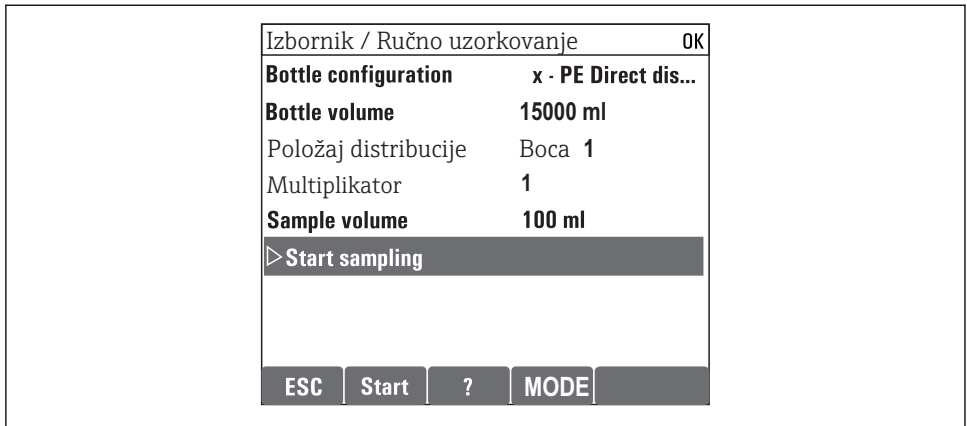 Izbornik / Ručno uzorkovanje OK
Bottle configuration x - PE Direct dis...
Bottle volume 15000 ml
Položaj distribucije Boca 1
Multiplikator 1
Sample volume 100 ml
▷Start sampling
ESC Start ? MODE